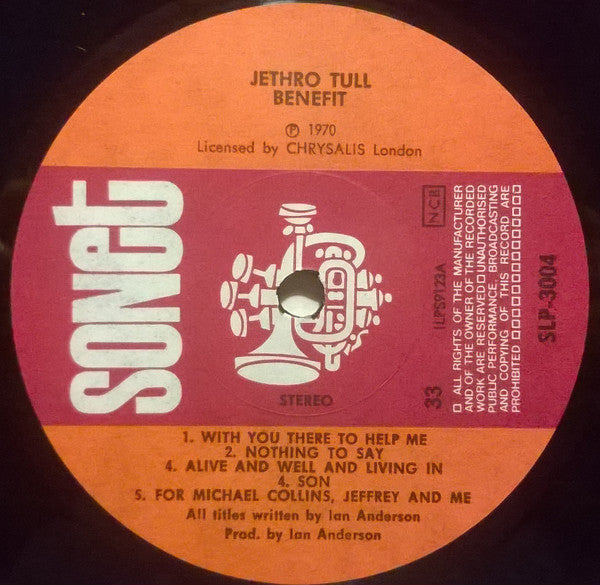 JETHRO TULL
BENEFIT
Ⓟ 1970
Licensed by CHRYSALIS London
SONET
STEREO
NCB
ILPS9123A
33
□ ALL RIGHTS OF THE MANUFACTURER
AND OF THE OWNER OF THE RECORDED
WORK ARE RESERVED □ UNAUTHORISED
PUBLIC PERFORMANCE, BROADCASTING
AND COPYING OF THIS RECORD ARE
PROHIBITED □□□□□□□□□□□□□
SLP-3004
1. WITH YOU THERE TO HELP ME
2. NOTHING TO SAY
4. ALIVE AND WELL AND LIVING IN
4. SON
5. FOR MICHAEL COLLINS, JEFFREY AND ME
All titles written by Ian Anderson
Prod. by Ian Anderson